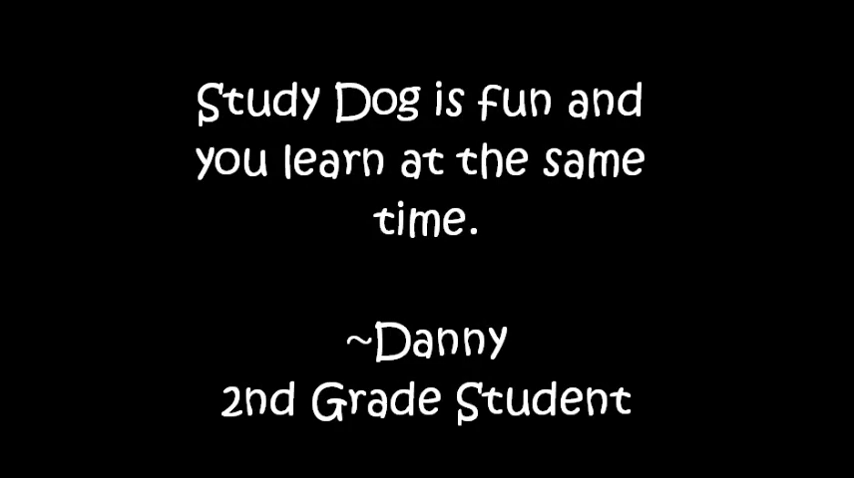 Study Dog is fun and
you learn at the same
time.
~Danny
2nd Grade Student